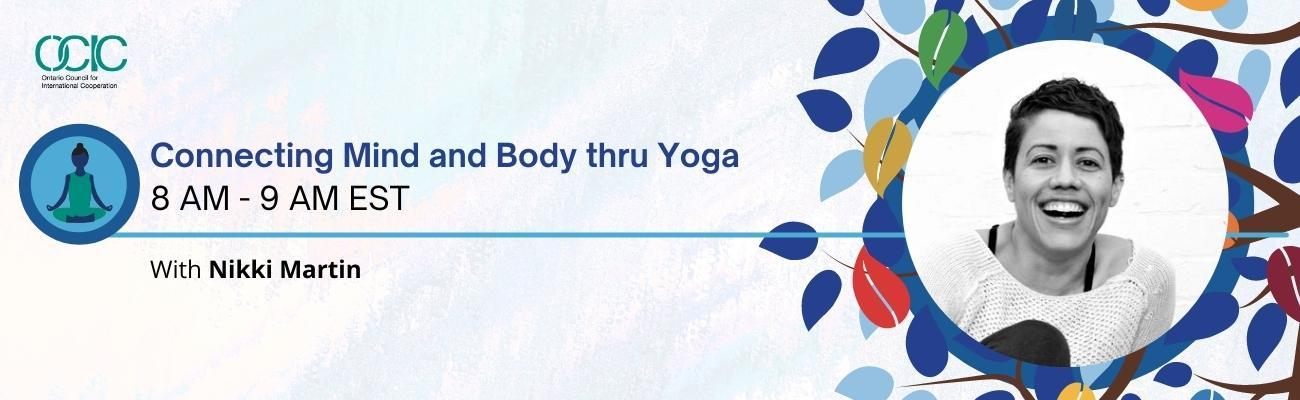 OCIC
Ontario Council for
International Cooperation
Connecting Mind and Body thru Yoga
8 AM - 9 AM EST
With Nikki Martin